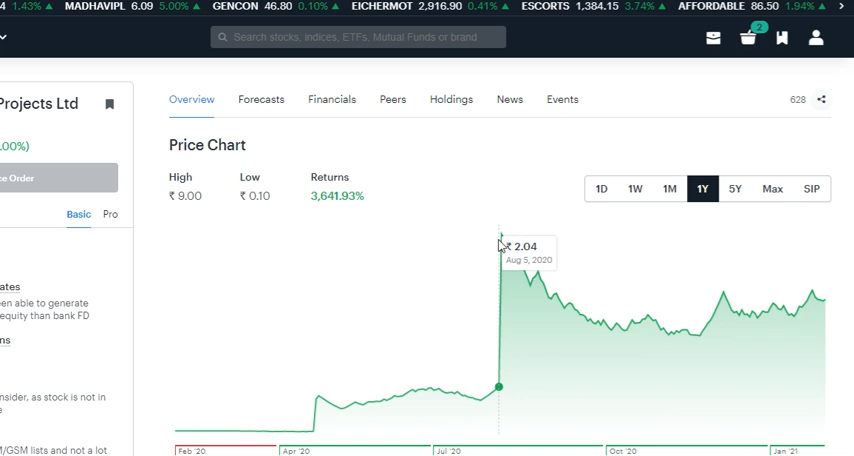 4 1.43% MADHAVIPL 6.09 5.00% GENCON 46.80 0.10% EICHERMOT 2,916.90 0.41% ESCORTS 1,384.15 3.74% AFFORDABLE 86.50 1.94%
Search stocks, indices, ETFs, Mutual Funds or brand
2
Projects Ltd
.00%)
ce Order
Basic Pro
ates
een able to generate
equity than bank FD
ns
nsider, as stock is not in
e
M/GSM lists and not a lot
Overview Forecasts Financials Peers Holdings News Events 628
Price Chart
High Low Returns
₹ 9.00 ₹ 0.10 3,641.93%
1D 1W 1M 1Y 5Y Max SIP
₹ 2.04
Aug 5, 2020
Feb '20 Apr '20 Jul '20 Oct '20 Jan '21